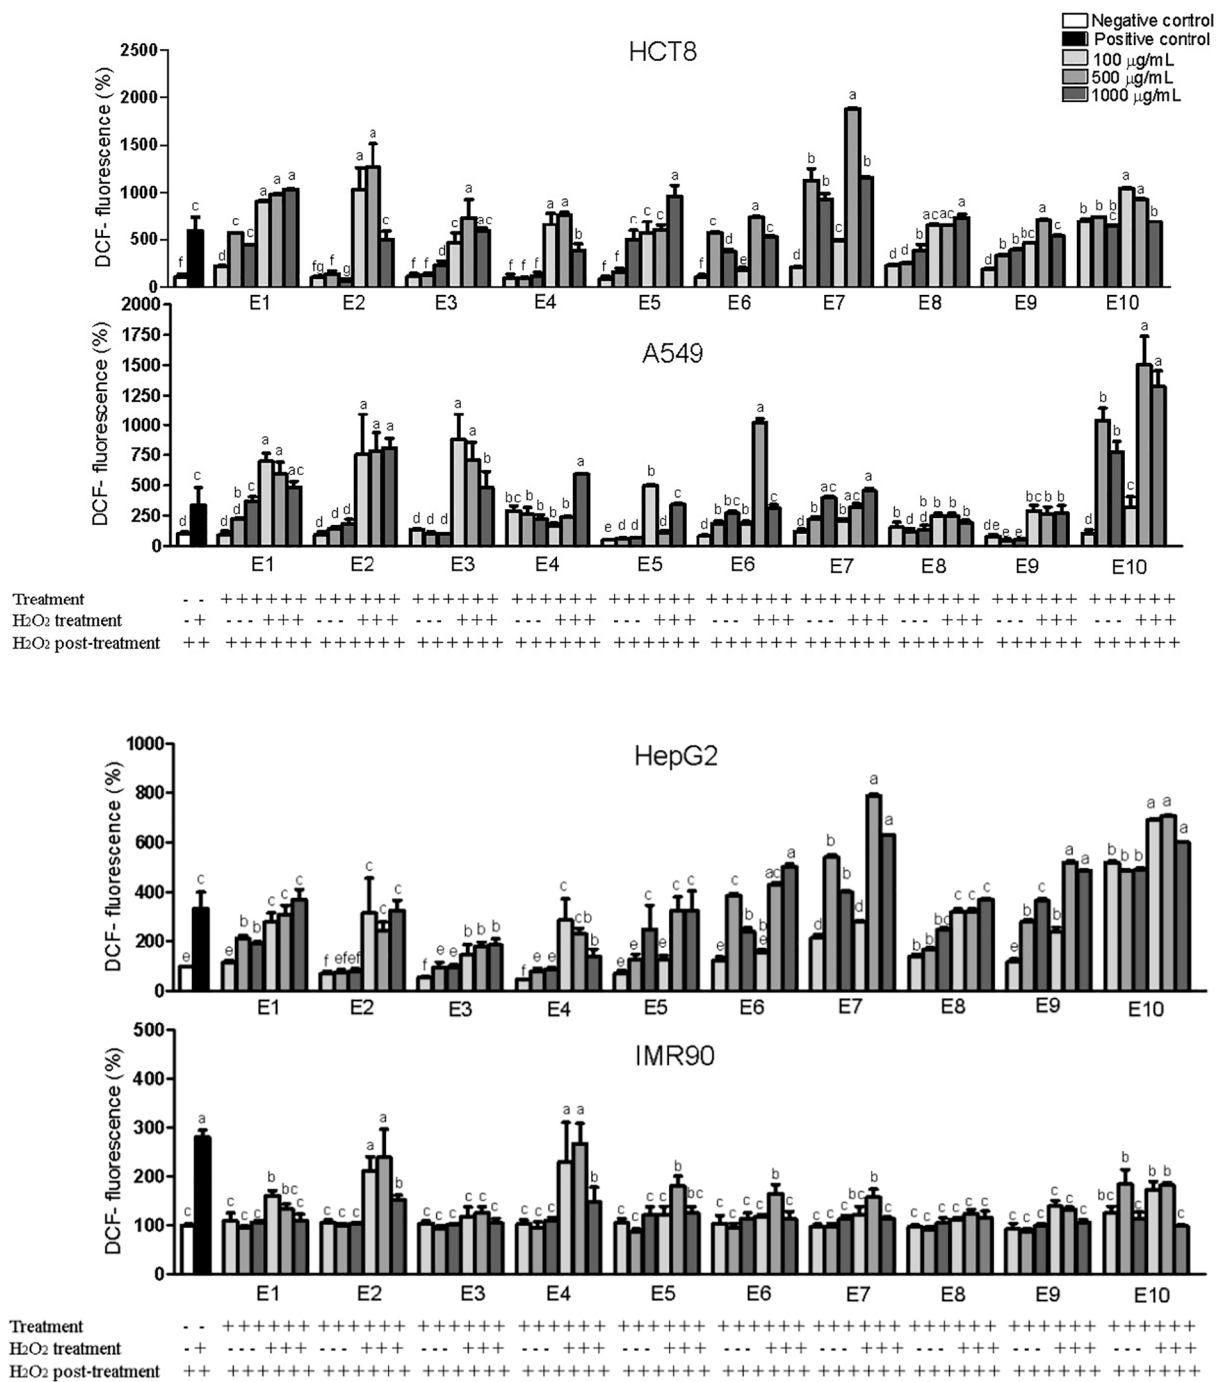 Negative control
Positive control
100 µg/mL
500 µg/mL
1000 µg/mL
HCT8
DCF- fluorescence (%)
2500
2000
1500
1000
500
0
E1 E2 E3 E4 E5 E6 E7 E8 E9 E10
A549
DCF- fluorescence (%)
2000
1750
1500
1250
1000
750
500
250
0
E1 E2 E3 E4 E5 E6 E7 E8 E9 E10
Treatment - - + + + + + + + + + + + + + + + + + + + + + + + + + + + + + + + + + + + + + + + + + + + + + + + + + + + + + + + + + + + +
H2O2 treatment - + - - - + + + - - - + + + - - - + + + - - - + + + - - - + + + - - - + + + - - - + + + - - - + + + - - - + + + - - - + + +
H2O2 post-treatment + + + + + + + + + + + + + + + + + + + + + + + + + + + + + + + + + + + + + + + + + + + + + + + + + + + + + + + + + + + + + +
HepG2
DCF- fluorescence (%)
1000
800
600
400
200
0
E1 E2 E3 E4 E5 E6 E7 E8 E9 E10
IMR90
DCF- fluorescence (%)
500
400
300
200
100
0
E1 E2 E3 E4 E5 E6 E7 E8 E9 E10
Treatment - - + + + + + + + + + + + + + + + + + + + + + + + + + + + + + + + + + + + + + + + + + + + + + + + + + + + + + + + + + + + +
H2O2 treatment - + - - - + + + - - - + + + - - - + + + - - - + + + - - - + + + - - - + + + - - - + + + - - - + + + - - - + + + - - - + + +
H2O2 post-treatment + + + + + + + + + + + + + + + + + + + + + + + + + + + + + + + + + + + + + + + + + + + + + + + + + + + + + + + + + + + + + +